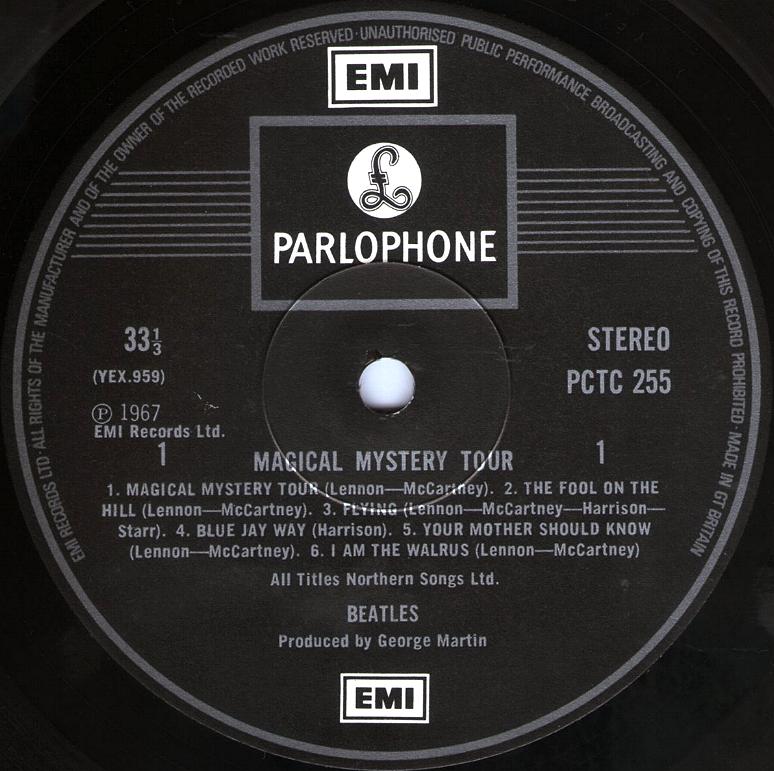 EMI RECORDS LTD · ALL RIGHTS OF THE MANUFACTURER AND OF THE OWNER OF THE RECORDED WORK RESERVED · UNAUTHORISED PUBLIC PERFORMANCE BROADCASTING AND COPYING OF THIS RECORD PROHIBITED · MADE IN GT BRITAIN
EMI
£
PARLOPHONE
33⅓
STEREO
(YEX.959)
PCTC 255
℗ 1967
EMI Records Ltd.
1
1
MAGICAL MYSTERY TOUR
1. MAGICAL MYSTERY TOUR (Lennon—McCartney). 2. THE FOOL ON THE
HILL (Lennon—McCartney). 3. FLYING (Lennon—McCartney—Harrison—
Starr). 4. BLUE JAY WAY (Harrison). 5. YOUR MOTHER SHOULD KNOW
(Lennon—McCartney). 6. I AM THE WALRUS (Lennon—McCartney)
All Titles Northern Songs Ltd.
BEATLES
Produced by George Martin
EMI